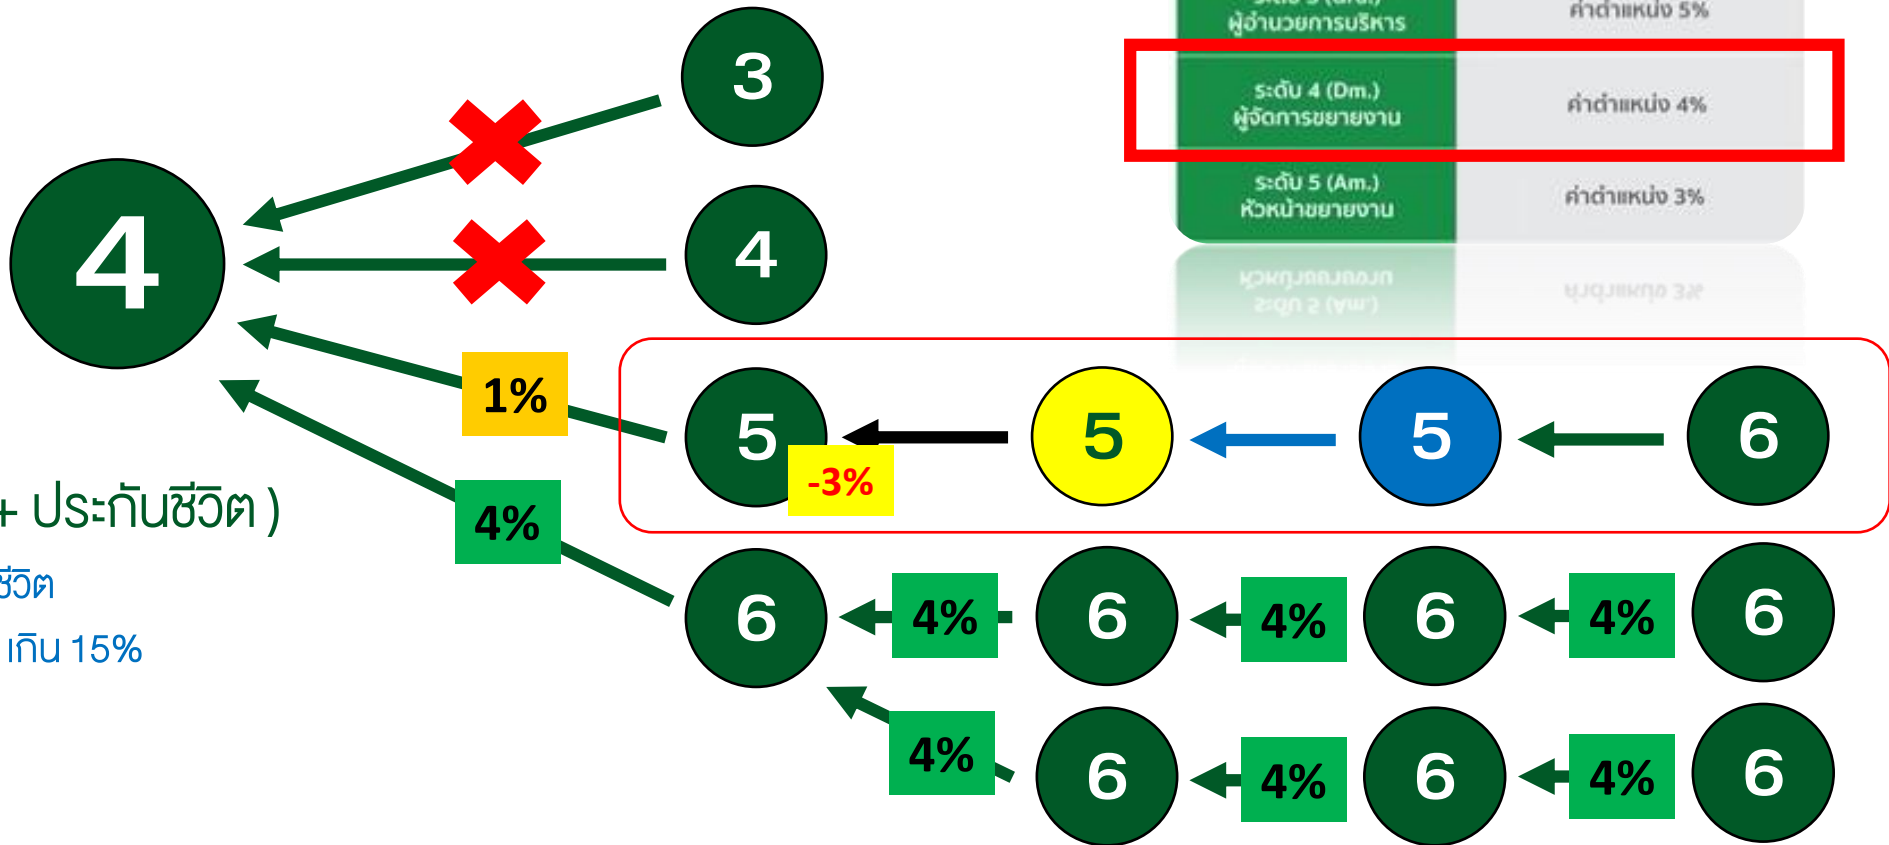 3
ผู้อำนวยการบริหาร
ค่าตำแหน่ง 5%
ระดับ 4 (Dm.)
ผู้จัดการขยายงาน
ค่าตำแหน่ง 4%
ระดับ 5 (Am.)
หัวหน้าขยายงาน
ค่าตำแหน่ง 3%
4
4
1%
5
-3%
5
5
6
+ ประกันชีวิต )
4%
ชีวิต
เกิน 15%
6
4%
6
4%
6
4%
6
4%
6
4%
6
4%
6